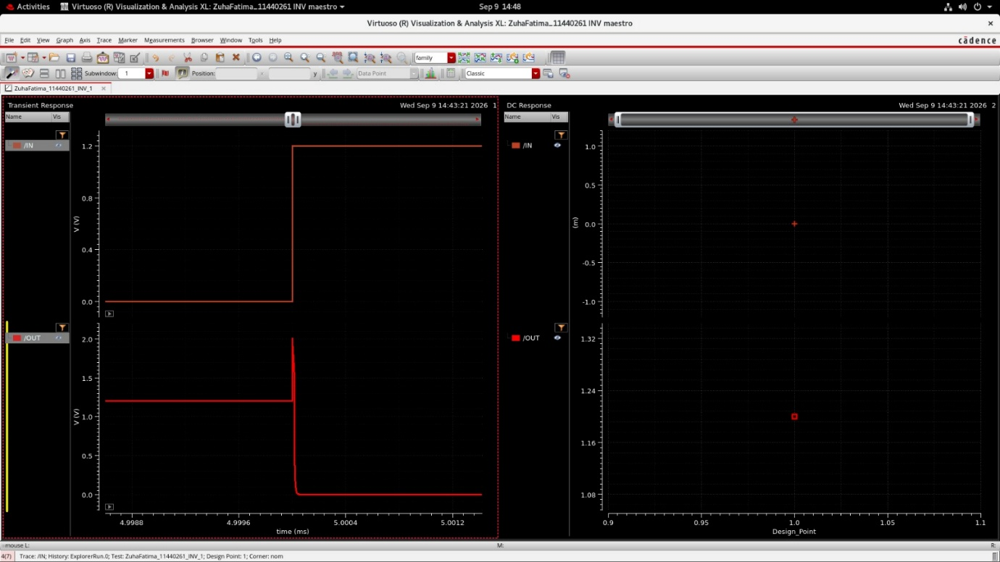 Activities Virtuoso (R) Visualization & Analysis XL: ZuhaFatima_11440261 INV maestro Sep 9 14:48
Virtuoso (R) Visualization & Analysis XL: ZuhaFatima_11440261 INV maestro ×
File Edit View Graph Axis Trace Marker Measurements Browser Window Tools Help cādence
family
Subwindow: 1 Position: x y Data Point Classic
ZuhaFatima_11440261_INV_1 ×
Transient Response Wed Sep 9 14:43:21 2026 1
Name Vis
/IN
1.2
0.8
0.4
0.0
V (V)
/OUT
2.0
1.5
1.0
0.5
0.0
V (V)
4.9988 4.9996 5.0004 5.0012
time (ms)
DC Response Wed Sep 9 14:43:21 2026 2
Name Vis
/IN
1.0
0.5
0.0
-0.5
-1.0
(m)
/OUT
1.32
1.24
1.16
1.08
0.9 0.95 1.0 1.05 1.1
Design_Point
mouse L: M: R:
4(7) Trace: /IN; History: ExplorerRun.0; Test: ZuhaFatima_11440261_INV_1; Design Point: 1; Corner: nom